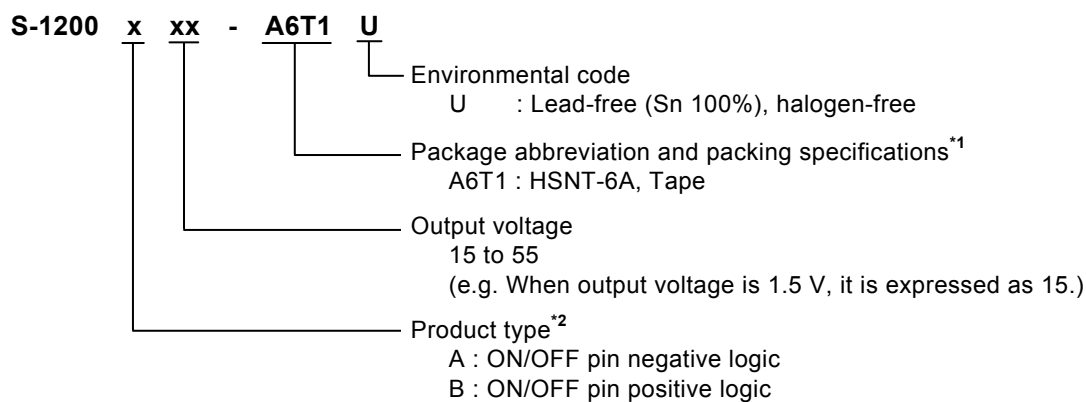 S-1200 x xx - A6T1 U
Environmental code
U : Lead-free (Sn 100%), halogen-free
Package abbreviation and packing specifications*1
A6T1 : HSNT-6A, Tape
Output voltage
15 to 55
(e.g. When output voltage is 1.5 V, it is expressed as 15.)
Product type*2
A : ON/OFF pin negative logic
B : ON/OFF pin positive logic